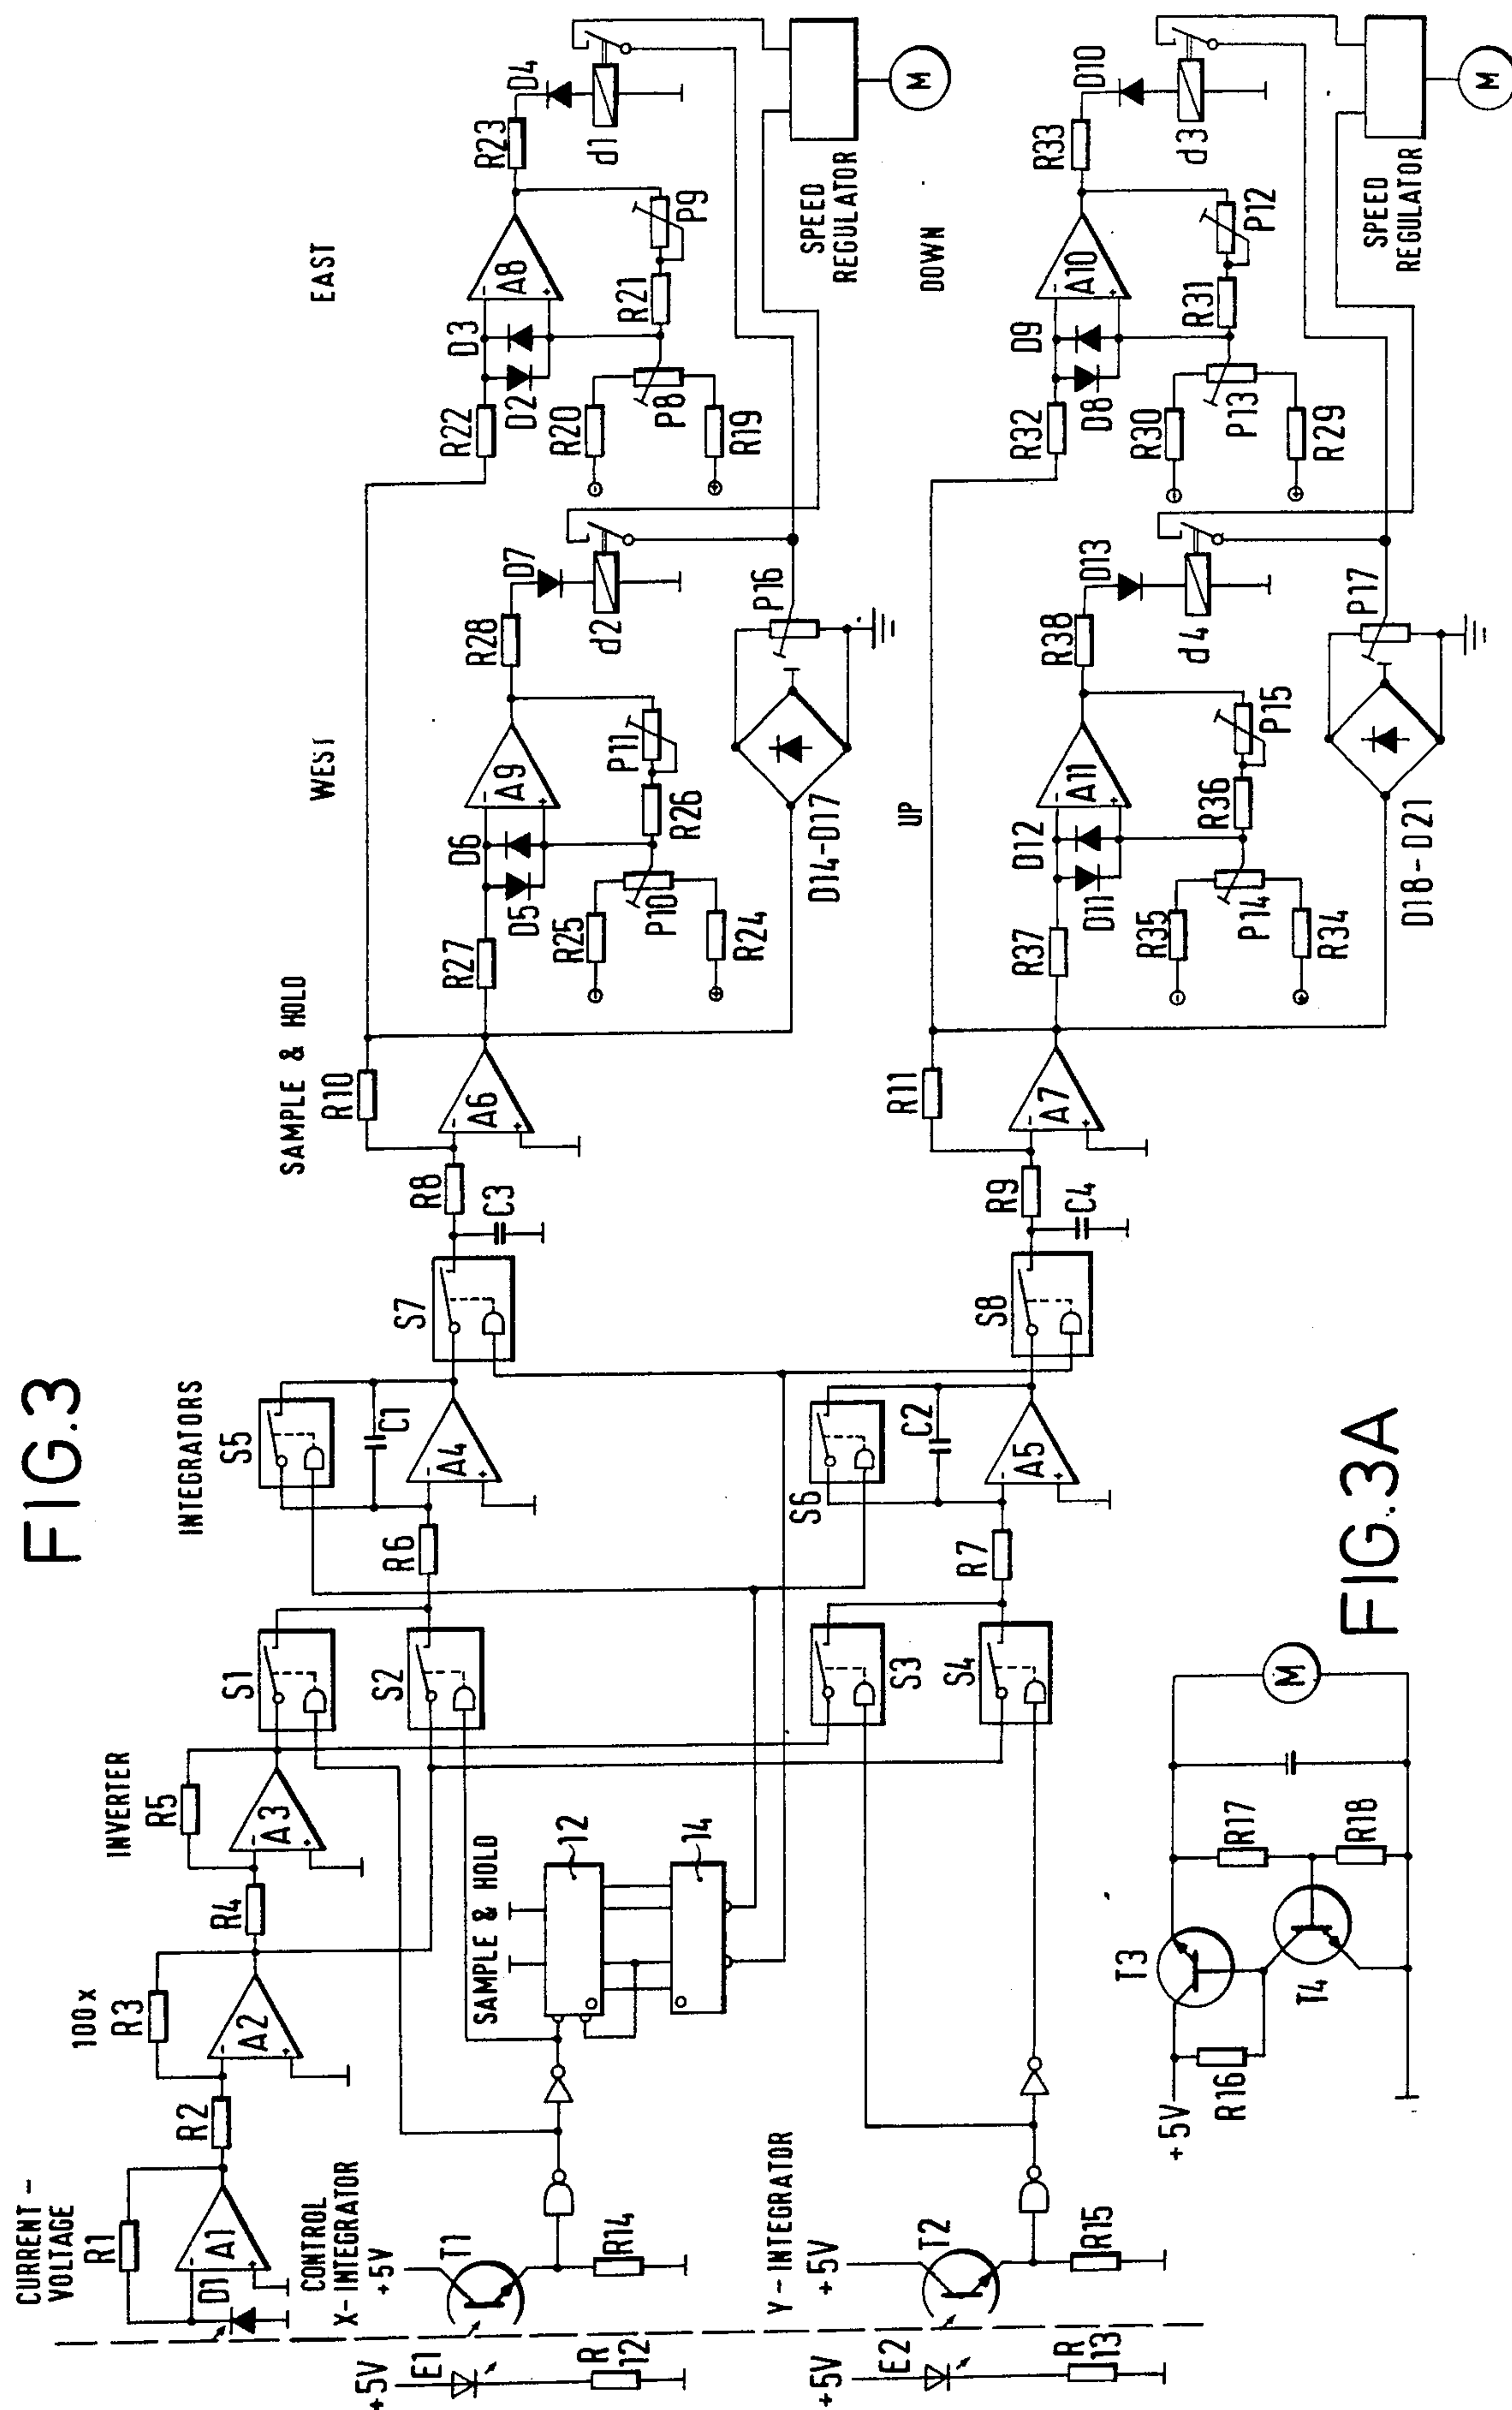 FIG.3
CURRENT-
VOLTAGE
R1
A1
D1
R2
100x
R3
A2
R4
INVERTER
R5
A3
S1
S2
INTEGRATORS
S5
C1
R6
A4
S7
SAMPLE & HOLD
R8
C3
R10
A6
WEST
R27
D5
D6
A9
R25
P10
R24
R26
P11
R28
D7
d2
D14-D17
P16
EAST
R22
D2
D3
A8
R20
P8
R19
R21
P9
R23
D4
d1
SPEED
REGULATOR
M
CONTROL
X-INTEGRATOR
+5V
E1
R
12
+5V
T1
R14
SAMPLE & HOLD
12
14
Y-INTEGRATOR
+5V
E2
R
13
+5V
T2
R15
S3
S4
S6
C2
R7
A5
S8
R9
C4
R11
A7
UP
R37
D11
D12
A11
R35
P14
R34
R36
P15
R38
D13
d4
D18-D21
P17
DOWN
R32
D8
D9
A10
R30
P13
R29
R31
P12
R33
D10
d3
SPEED
REGULATOR
M
FIG.3A
+5V
R16
T3
T4
R17
R18
M